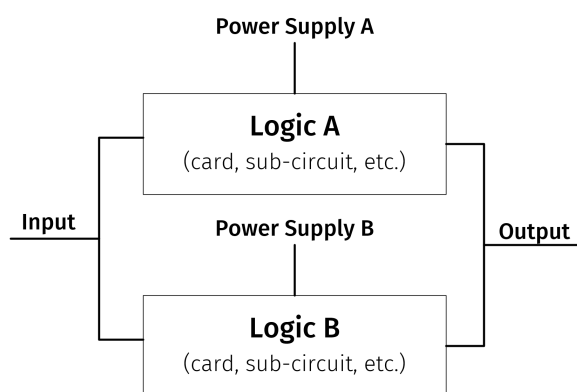 Power Supply A
Logic A
(card, sub-circuit, etc.)
Input
Power Supply B
Output
Logic B
(card, sub-circuit, etc.)